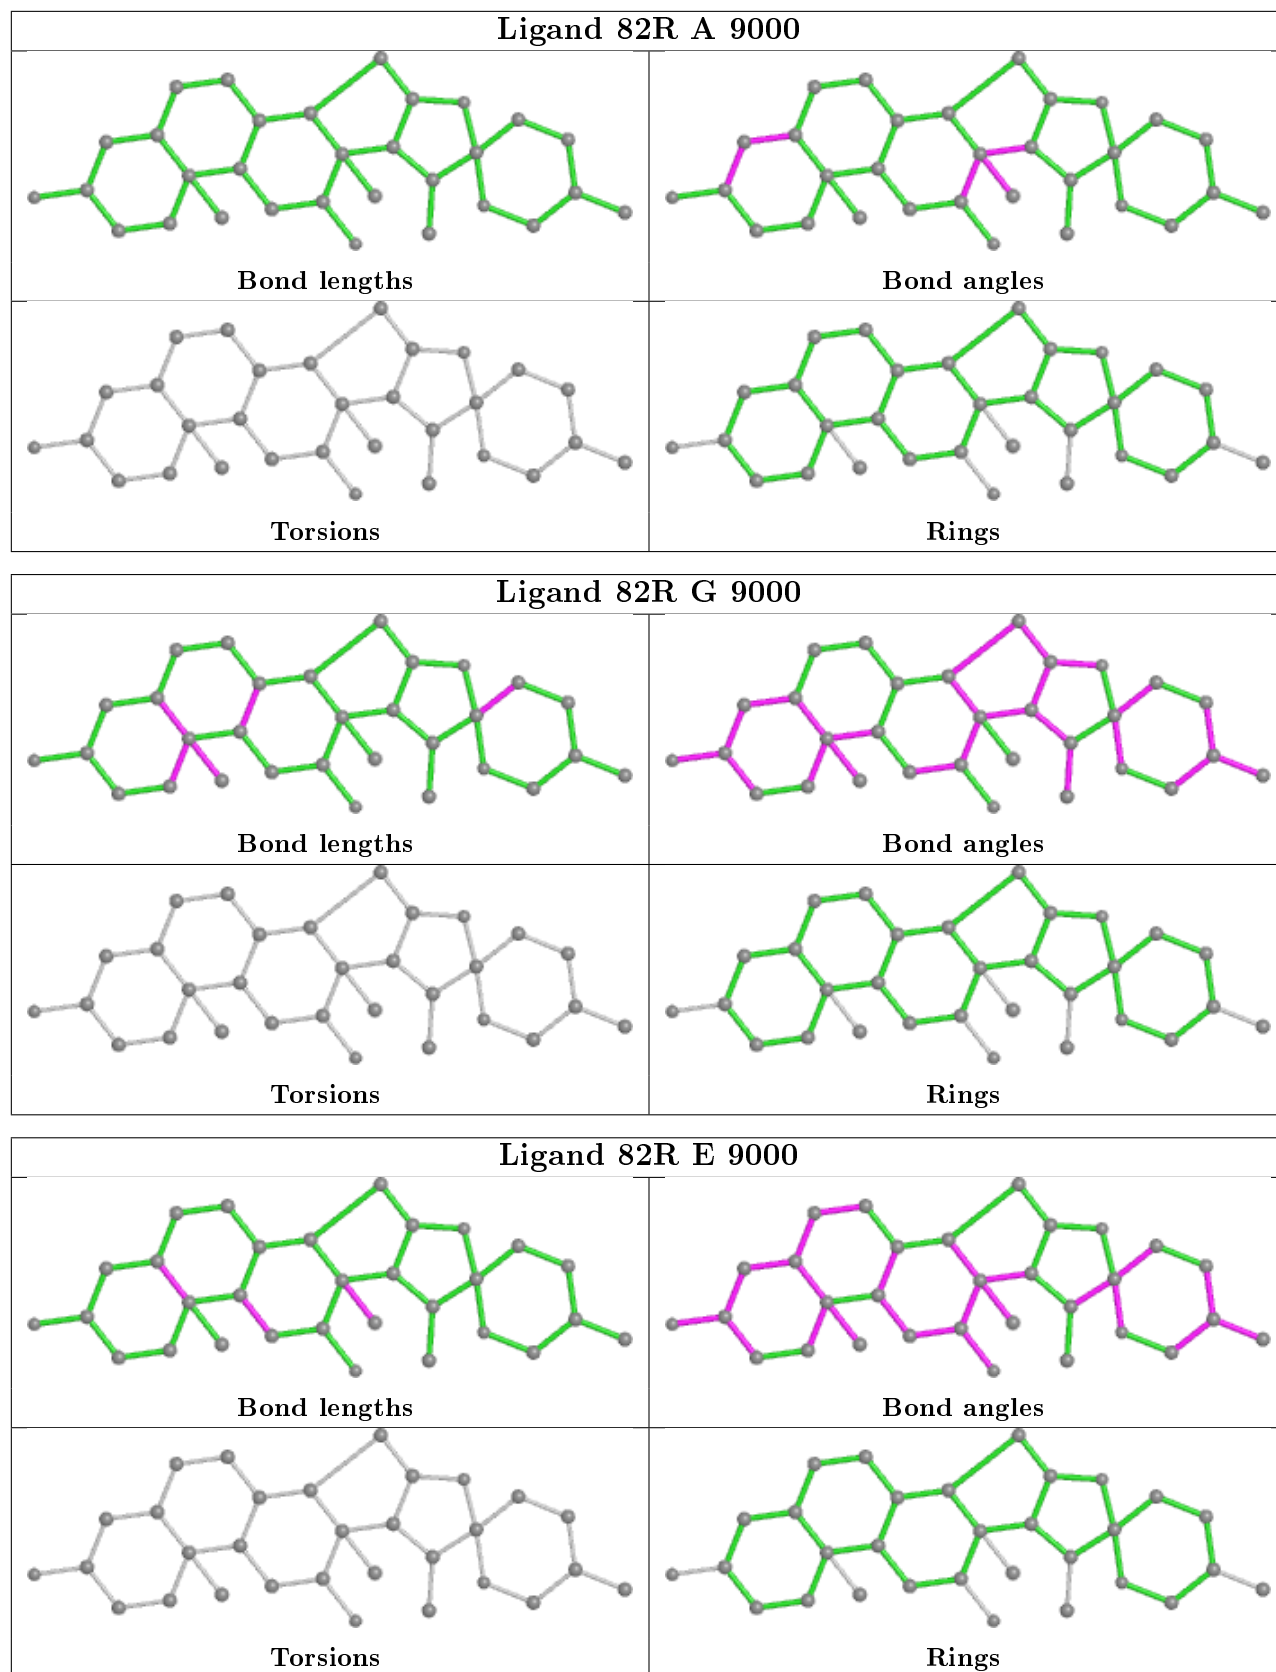 Ligand 82R A 9000
Bond lengths
Bond angles
Torsions
Rings
Ligand 82R G 9000
Bond lengths
Bond angles
Torsions
Rings
Ligand 82R E 9000
Bond lengths
Bond angles
Torsions
Rings